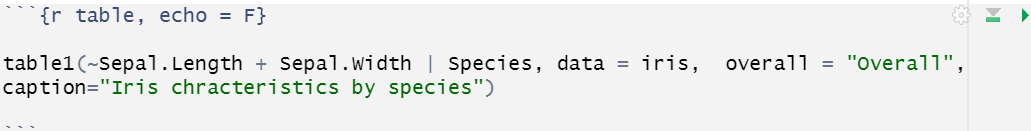 ```{r table, echo = F}
table1(~Sepal.Length + Sepal.Width | Species, data = iris,  overall = "Overall",
caption="Iris chracteristics by species")
```